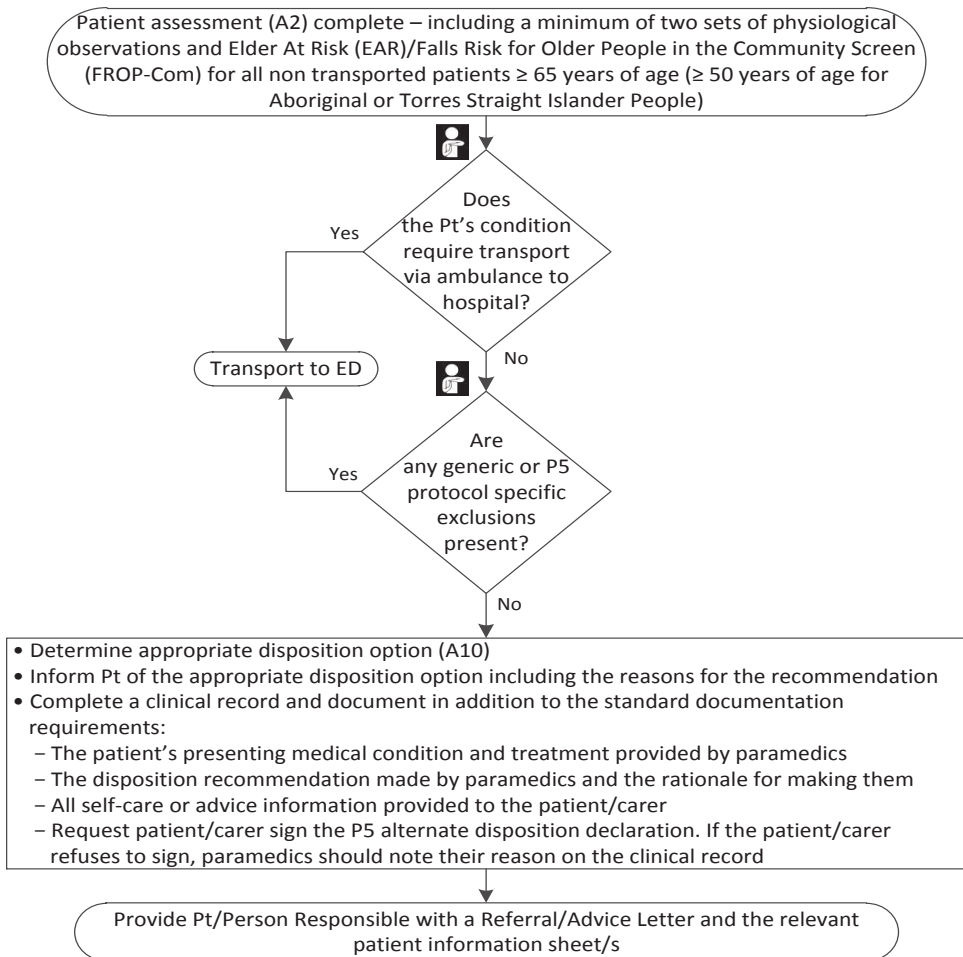 Patient assessment (A2) complete – including a minimum of two sets of physiological
observations and Elder At Risk (EAR)/Falls Risk for Older People in the Community Screen
(FROP-Com) for all non transported patients ≥ 65 years of age (≥ 50 years of age for
Aboriginal or Torres Straight Islander People)
Does
the Pt’s condition
require transport
via ambulance to
hospital?
Yes
No
Transport to ED
Are
any generic or P5
protocol specific
exclusions
present?
Yes
No
• Determine appropriate disposition option (A10)
• Inform Pt of the appropriate disposition option including the reasons for the recommendation
• Complete a clinical record and document in addition to the standard documentation
requirements:
– The patient’s presenting medical condition and treatment provided by paramedics
– The disposition recommendation made by paramedics and the rationale for making them
– All self-care or advice information provided to the patient/carer
– Request patient/carer sign the P5 alternate disposition declaration. If the patient/carer
refuses to sign, paramedics should note their reason on the clinical record
Provide Pt/Person Responsible with a Referral/Advice Letter and the relevant
patient information sheet/s